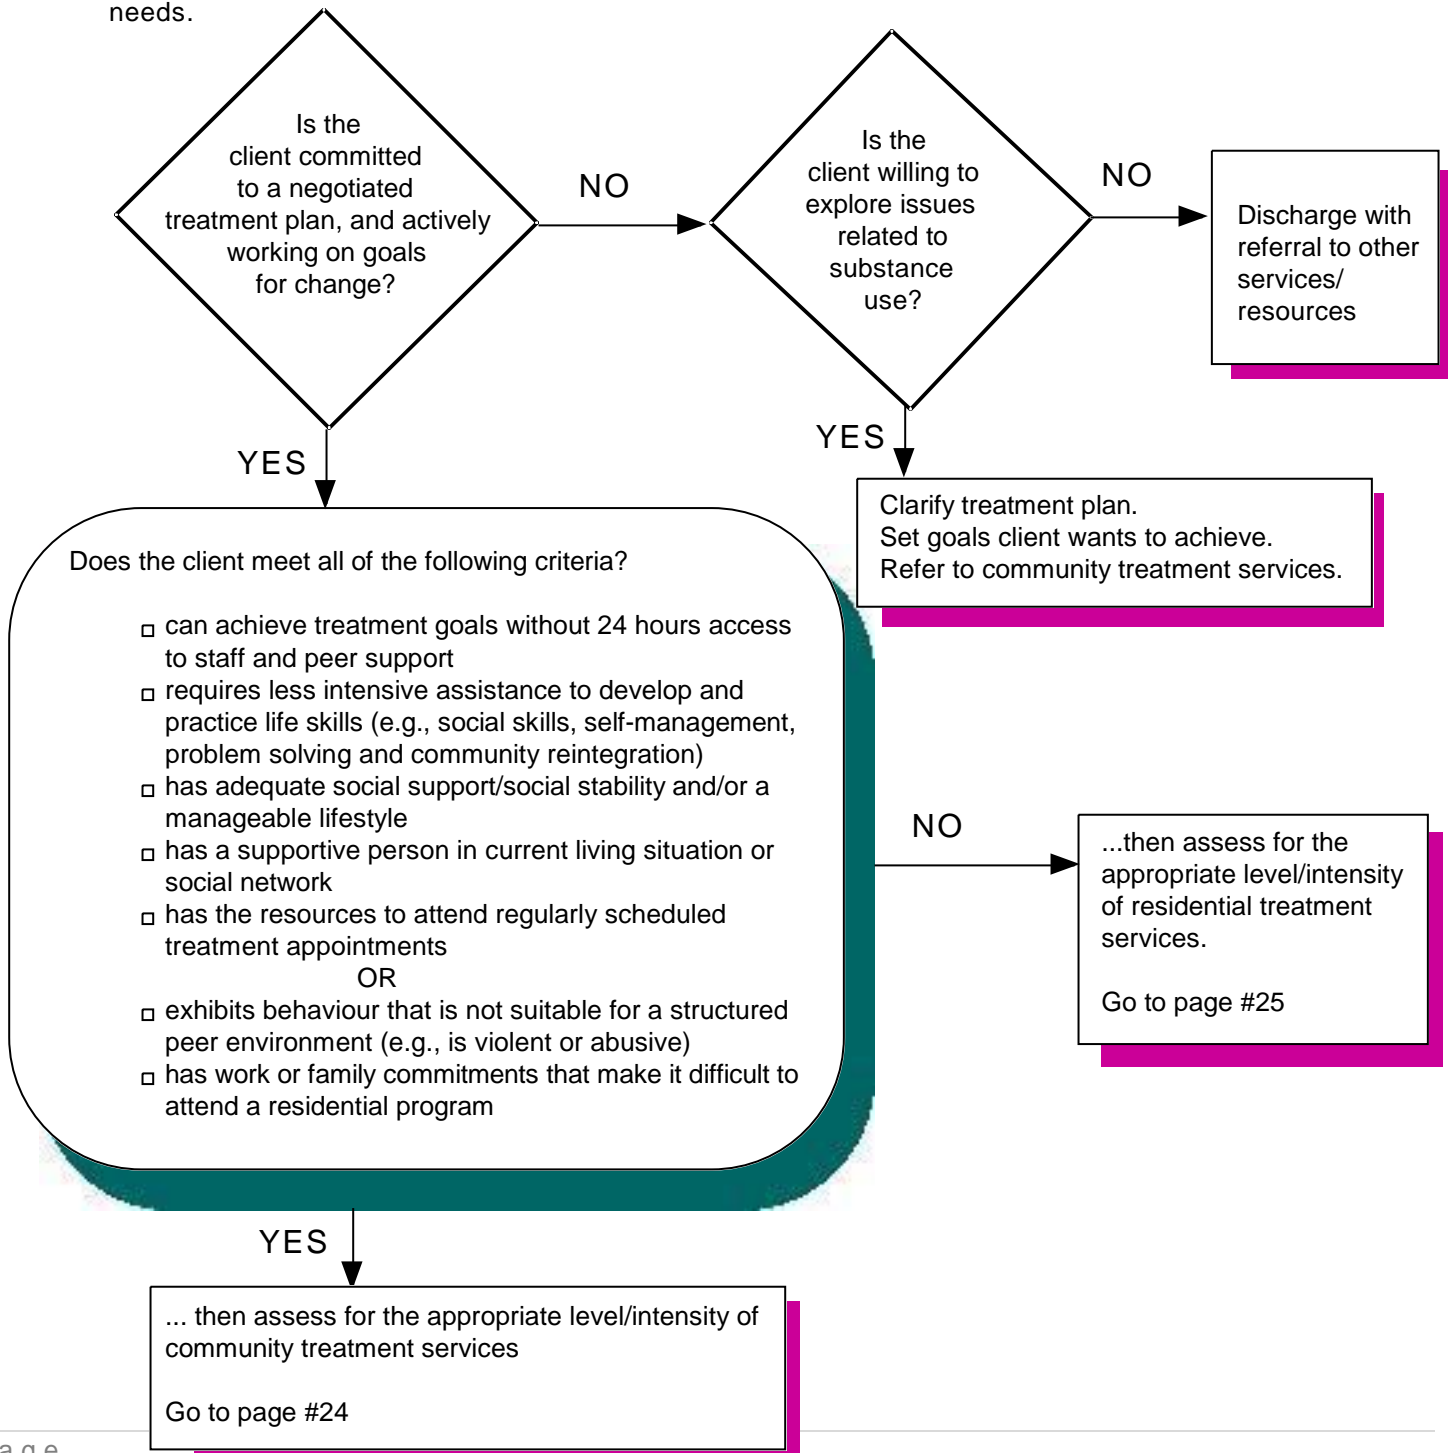 needs.
Is the
client committed
to a negotiated
treatment plan, and actively
working on goals
for change?
NO
Is the
client willing to
explore issues
related to
substance
use?
NO
Discharge with
referral to other
services/
resources
YES
Clarify treatment plan.
Set goals client wants to achieve.
Refer to community treatment services.
YES
Does the client meet all of the following criteria?
can achieve treatment goals without 24 hours access
to staff and peer support
requires less intensive assistance to develop and
practice life skills (e.g., social skills, self-management,
problem solving and community reintegration)
has adequate social support/social stability and/or a
manageable lifestyle
has a supportive person in current living situation or
social network
has the resources to attend regularly scheduled
treatment appointments
OR
exhibits behaviour that is not suitable for a structured
peer environment (e.g., is violent or abusive)
has work or family commitments that make it difficult to
attend a residential program
NO
...then assess for the
appropriate level/intensity
of residential treatment
services.
Go to page #25
YES
... then assess for the appropriate level/intensity of
community treatment services
Go to page #24